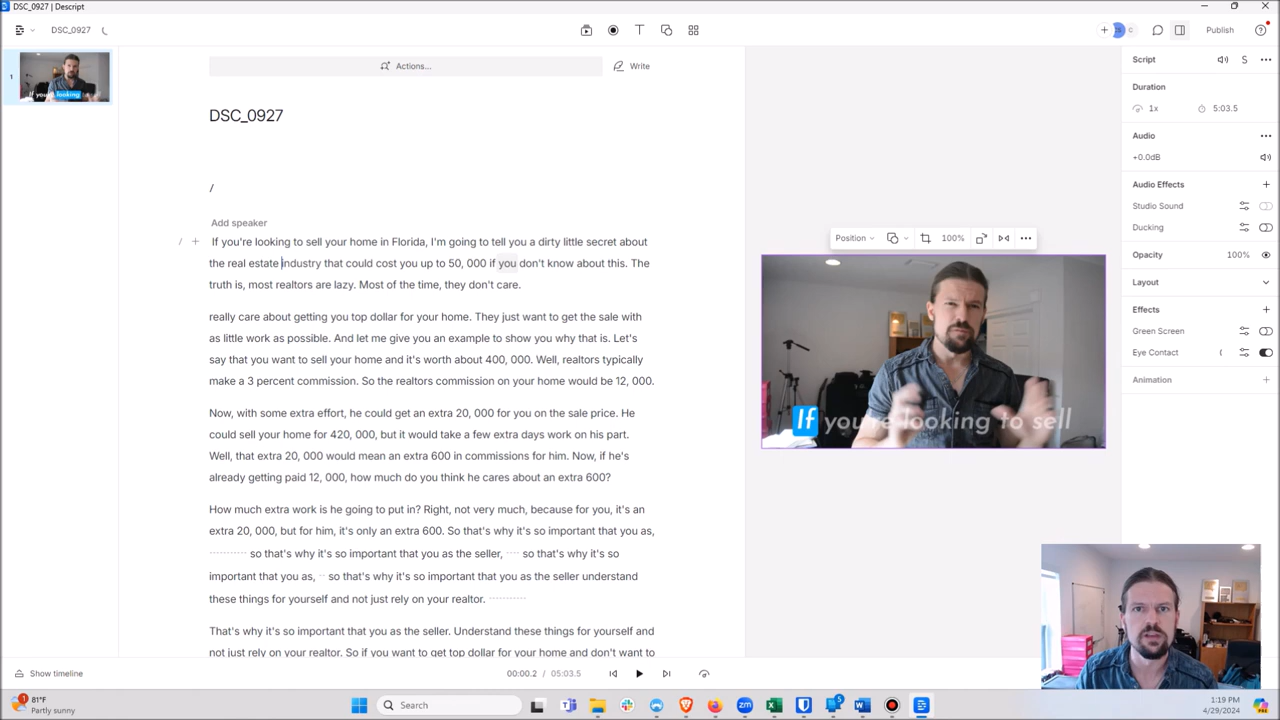 DSC_0927 | Descript
DSC_0927
Publish
1
If you're looking
Actions...
Write
DSC_0927
/
Add speaker
/ + If you're looking to sell your home in Florida, I'm going to tell you a dirty little secret about
the real estate industry that could cost you up to 50, 000 if you don't know about this. The
truth is, most realtors are lazy. Most of the time, they don't care.
really care about getting you top dollar for your home. They just want to get the sale with
as little work as possible. And let me give you an example to show you why that is. Let's
say that you want to sell your home and it's worth about 400, 000. Well, realtors typically
make a 3 percent commission. So the realtors commission on your home would be 12, 000.
Now, with some extra effort, he could get an extra 20, 000 for you on the sale price. He
could sell your home for 420, 000, but it would take a few extra days work on his part.
Well, that extra 20, 000 would mean an extra 600 in commissions for him. Now, if he's
already getting paid 12, 000, how much do you think he cares about an extra 600?
How much extra work is he going to put in? Right, not very much, because for you, it's an
extra 20, 000, but for him, it's only an extra 600. So that's why it's so important that you as,
so that's why it's so important that you as the seller, so that's why it's so
important that you as, so that's why it's so important that you as the seller understand
these things for yourself and not just rely on your realtor.
That's why it's so important that you as the seller. Understand these things for yourself and
not just rely on your realtor. So if you want to get top dollar for your home and don't want to
Position
100%
If you're looking to sell
Script
S
Duration
1x
5:03.5
Audio
+0.0dB
Audio Effects
Studio Sound
Ducking
Opacity
100%
Layout
Effects
Green Screen
Eye Contact
Animation
Show timeline
00:00.2 / 05:03.5
1
81°F
Partly sunny
Search
5
1:19 PM
4/29/2024